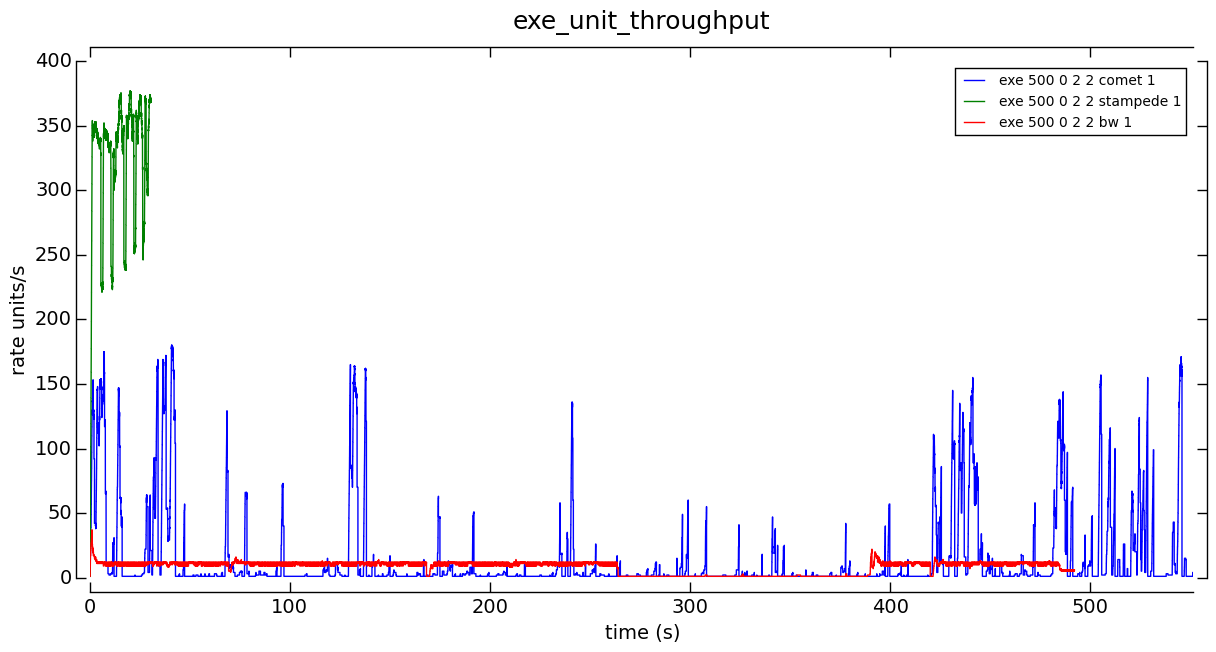 exe_unit_throughput
400
350
300
250
200
150
100
50
0
rate units/s
exe 500 0 2 2 comet 1
exe 500 0 2 2 stampede 1
exe 500 0 2 2 bw 1
0 100 200 300 400 500
time (s)